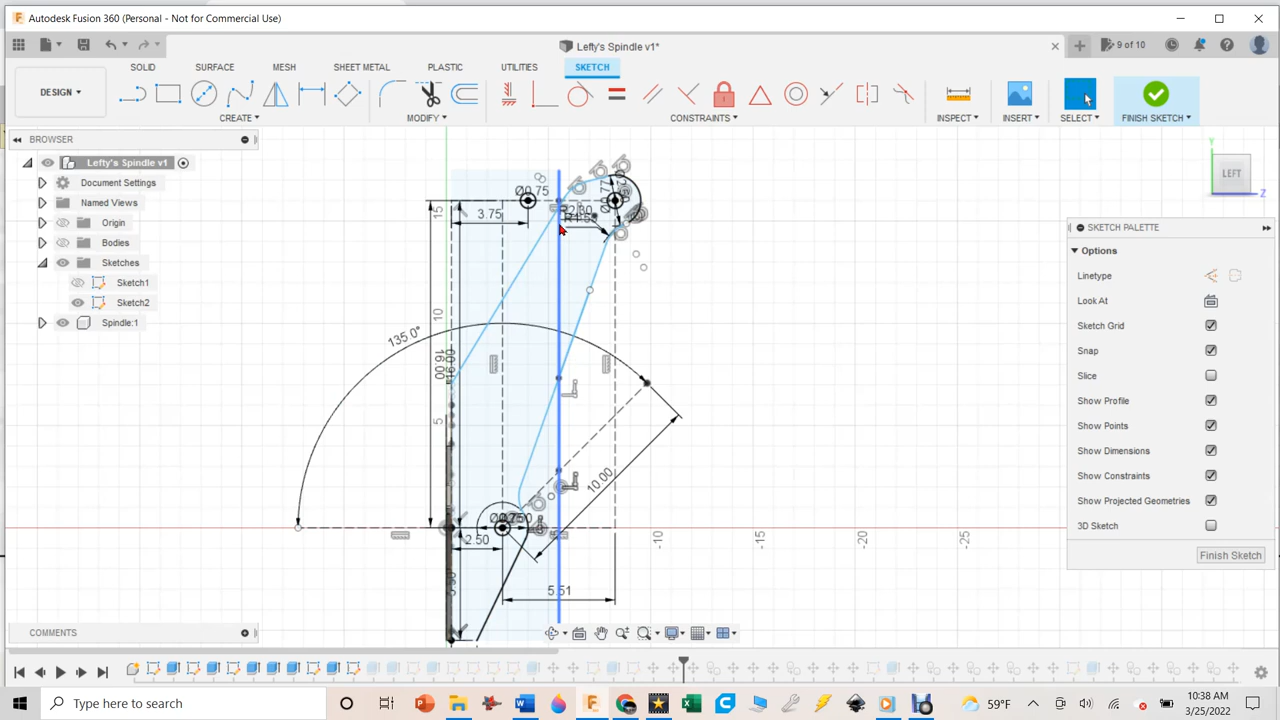 Autodesk Fusion 360 (Personal - Not for Commercial Use)
Lefty's Spindle v1*
9 of 10
DESIGN
SOLID SURFACE MESH SHEET METAL PLASTIC UTILITIES SKETCH
CREATE MODIFY CONSTRAINTS INSPECT INSERT SELECT FINISH SKETCH
BROWSER
Lefty's Spindle v1
Document Settings
Named Views
Origin
Bodies
Sketches
Sketch1
Sketch2
Spindle:1
Y
LEFT
Z
SKETCH PALETTE
Options
Linetype
Look At
Sketch Grid
Snap
Slice
Show Profile
Show Points
Show Dimensions
Show Constraints
Show Projected Geometries
3D Sketch
Finish Sketch
Ø0.75
3.75
15
10
5
16.00
135.0°
10.00
2.50
5.51
-10
-15
-20
-25
COMMENTS
Type here to search
59°F
10:38 AM
3/25/2022